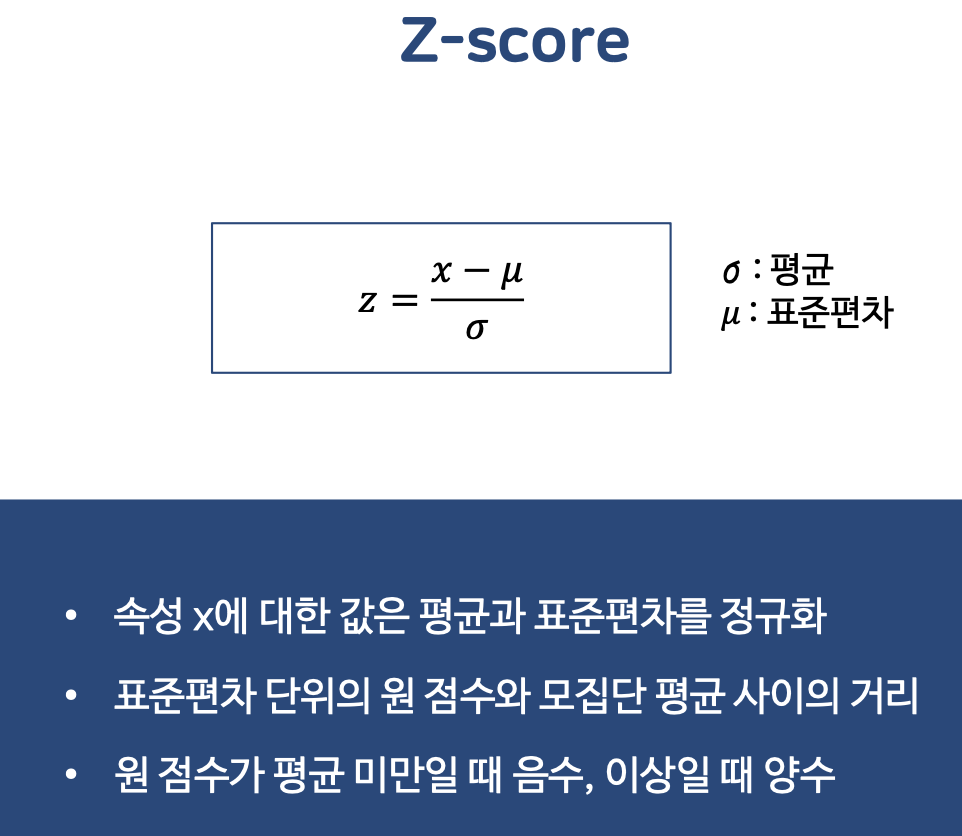 Z-score
z = (x − μ) / σ
σ : 평균
μ : 표준편차
• 속성 x에 대한 값은 평균과 표준편차를 정규화
• 표준편차 단위의 원 점수와 모집단 평균 사이의 거리
• 원 점수가 평균 미만일 때 음수, 이상일 때 양수